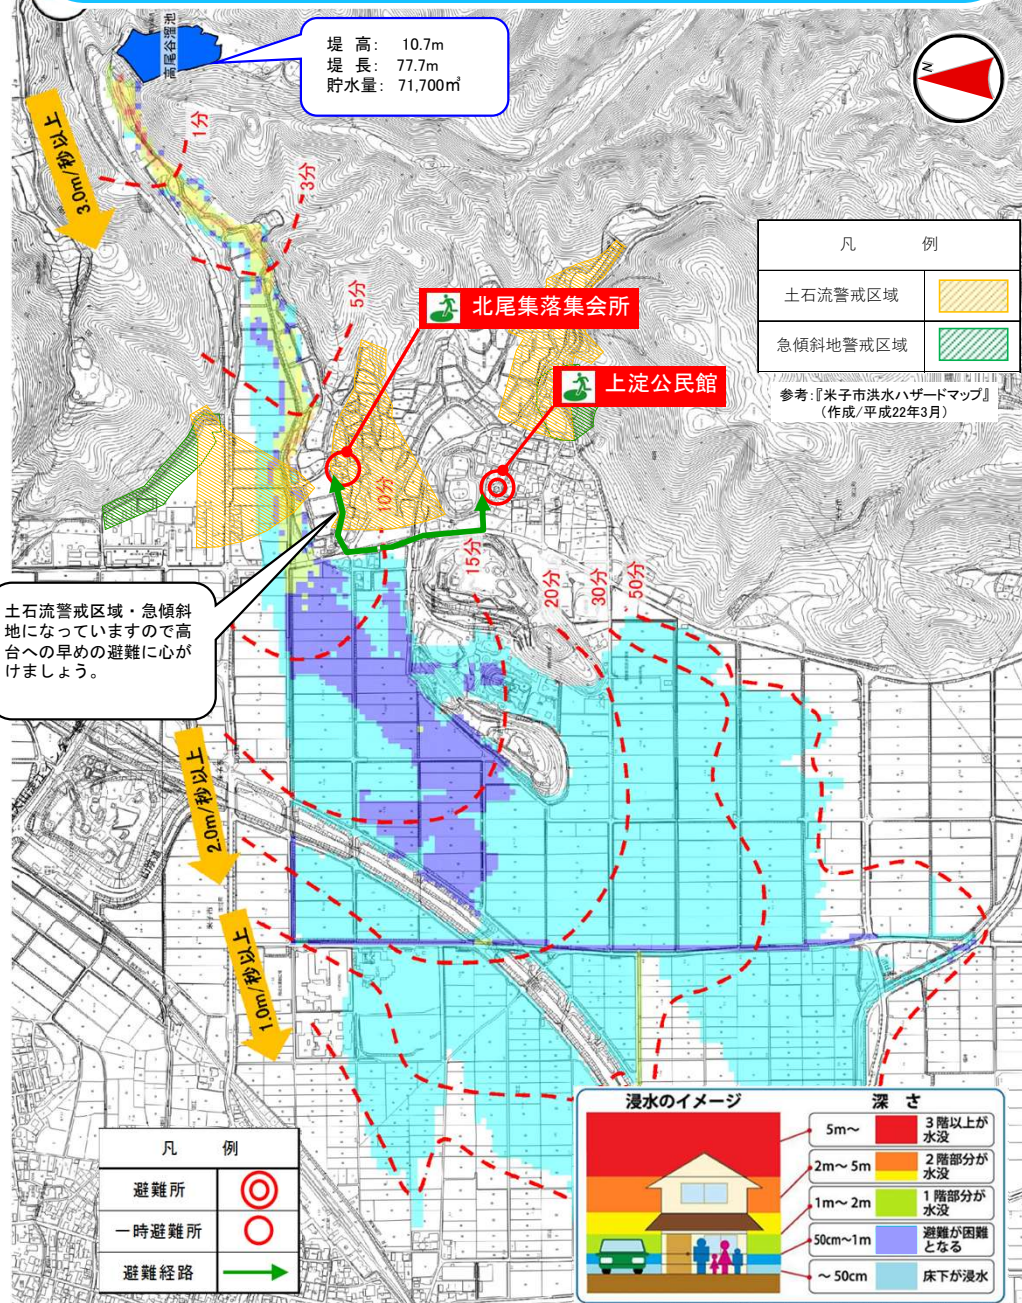 高尾谷溜池
堤 高: 10.7m
堤 長: 77.7m
貯水量: 71,700㎥
N
3.0m/秒以上
1分
3分
5分
北尾集落集会所
上淀公民館
凡 例
土石流警戒区域
急傾斜地警戒区域
参考:『米子市洪水ハザードマップ』
(作成/平成22年3月)
10分
15分
20分
30分
50分
土石流警戒区域・急傾斜
地になっていますので高
台への早めの避難に心が
けましょう。
2.0m/秒以上
1.0m/秒以上
凡 例
避難所
一時避難所
避難経路
浸水のイメージ
深 さ
5m～
3階以上が
水没
2m～ 5m
2階部分が
水没
1m～ 2m
1階部分が
水没
50cm～1m
避難が困難
となる
～ 50cm
床下が浸水